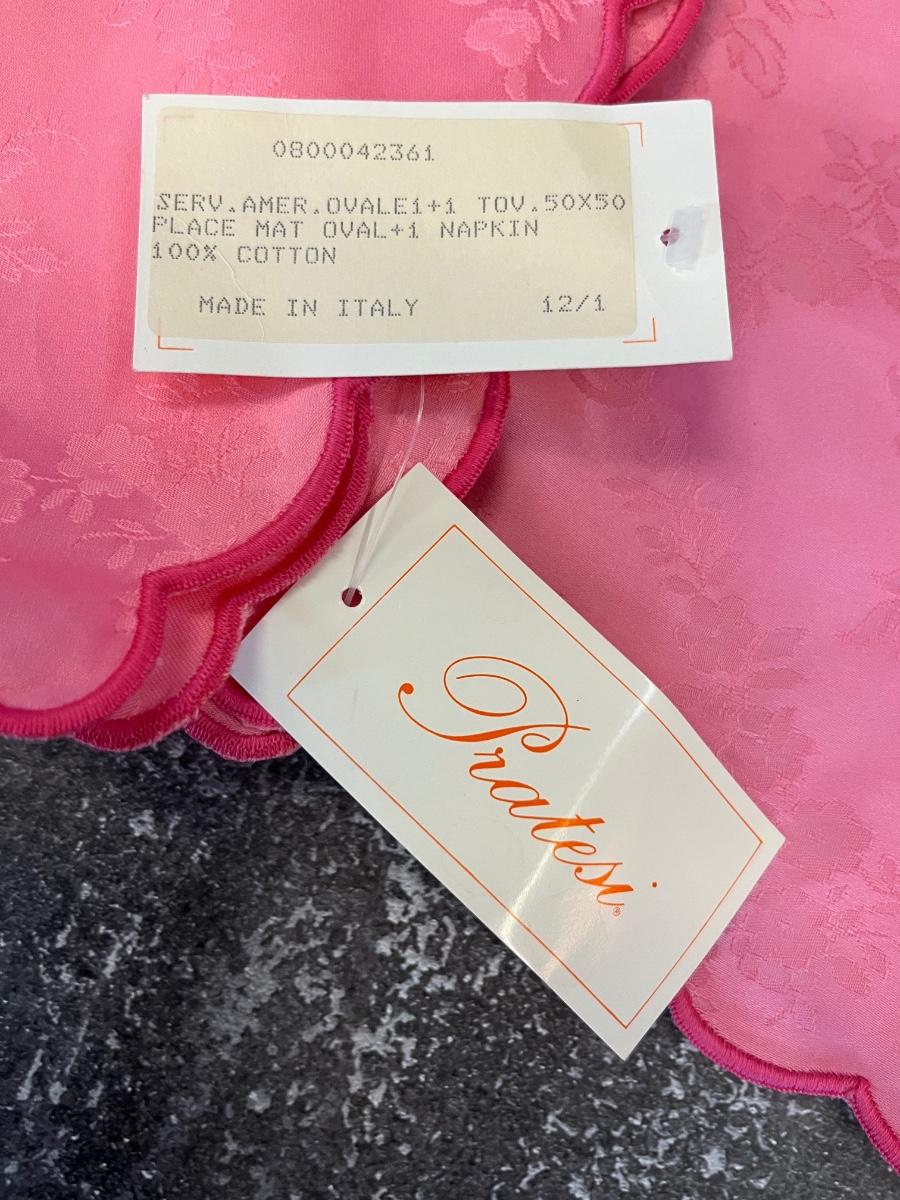 0800042361
SERV.AMER.OVALE1+1 TOV.50X50
PLACE MAT OVAL+1 NAPKIN
100% COTTON
MADE IN ITALY 12/1
Pratesi®